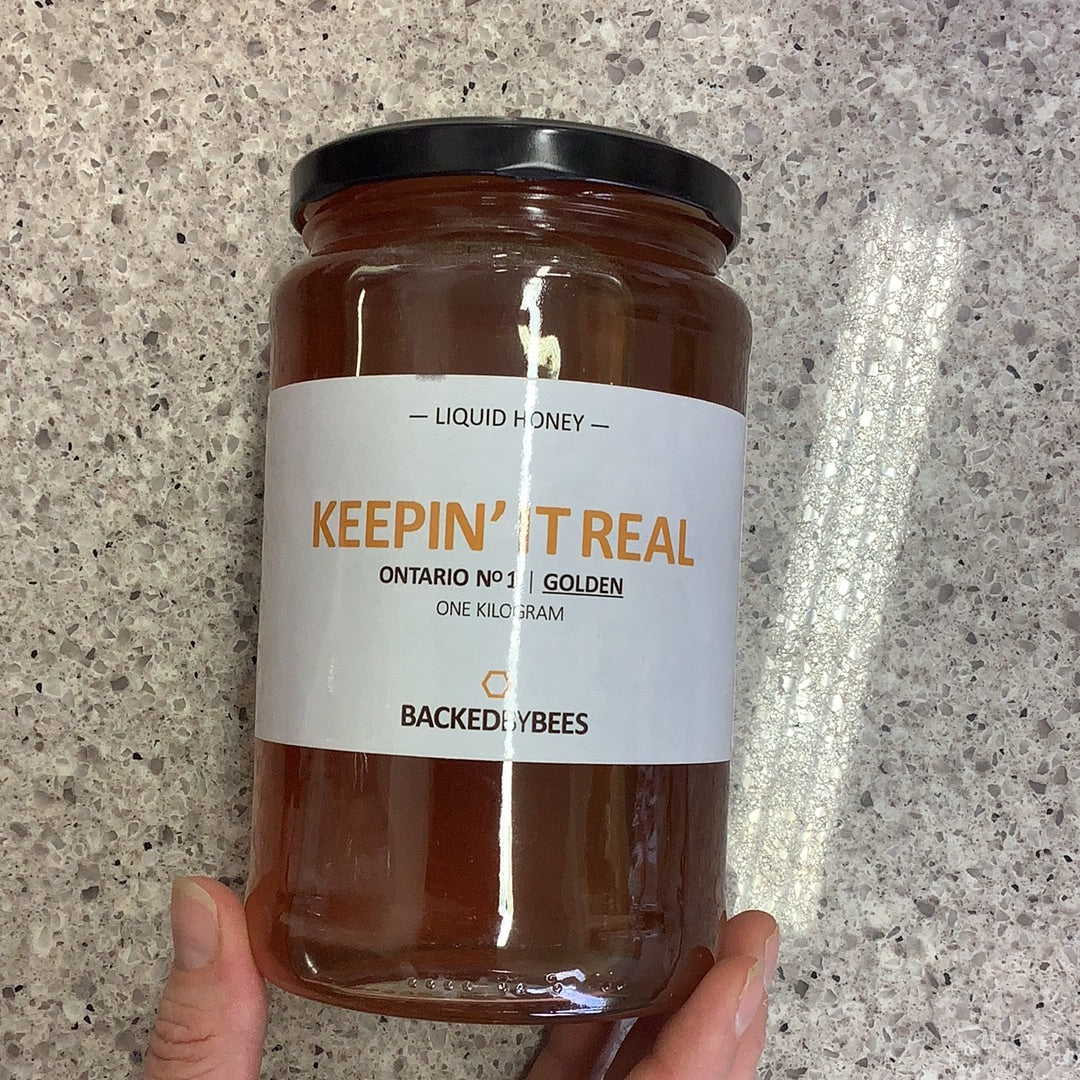 — LIQUID HONEY —
KEEPIN' IT REAL
ONTARIO Nº 1 | GOLDEN
ONE KILOGRAM
BACKEDBYBEES